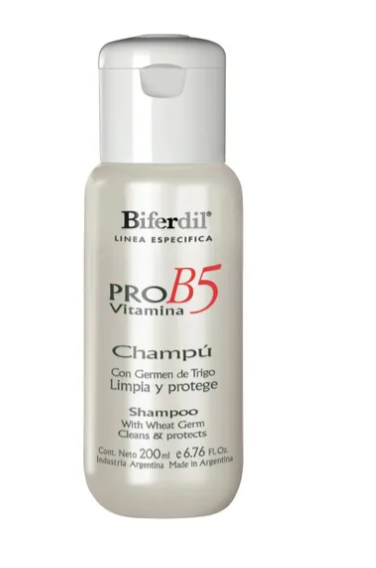 Biferdil®
LINEA ESPECIFICA
PRO B5
Vitamina
Champú
Con Germen de Trigo
Limpia y protege
Shampoo
With Wheat Germ
Cleans & protects
Cont. Neto 200ml ¢ 6.76 Fl. Oz.
Industria Argentina Made in Argentina